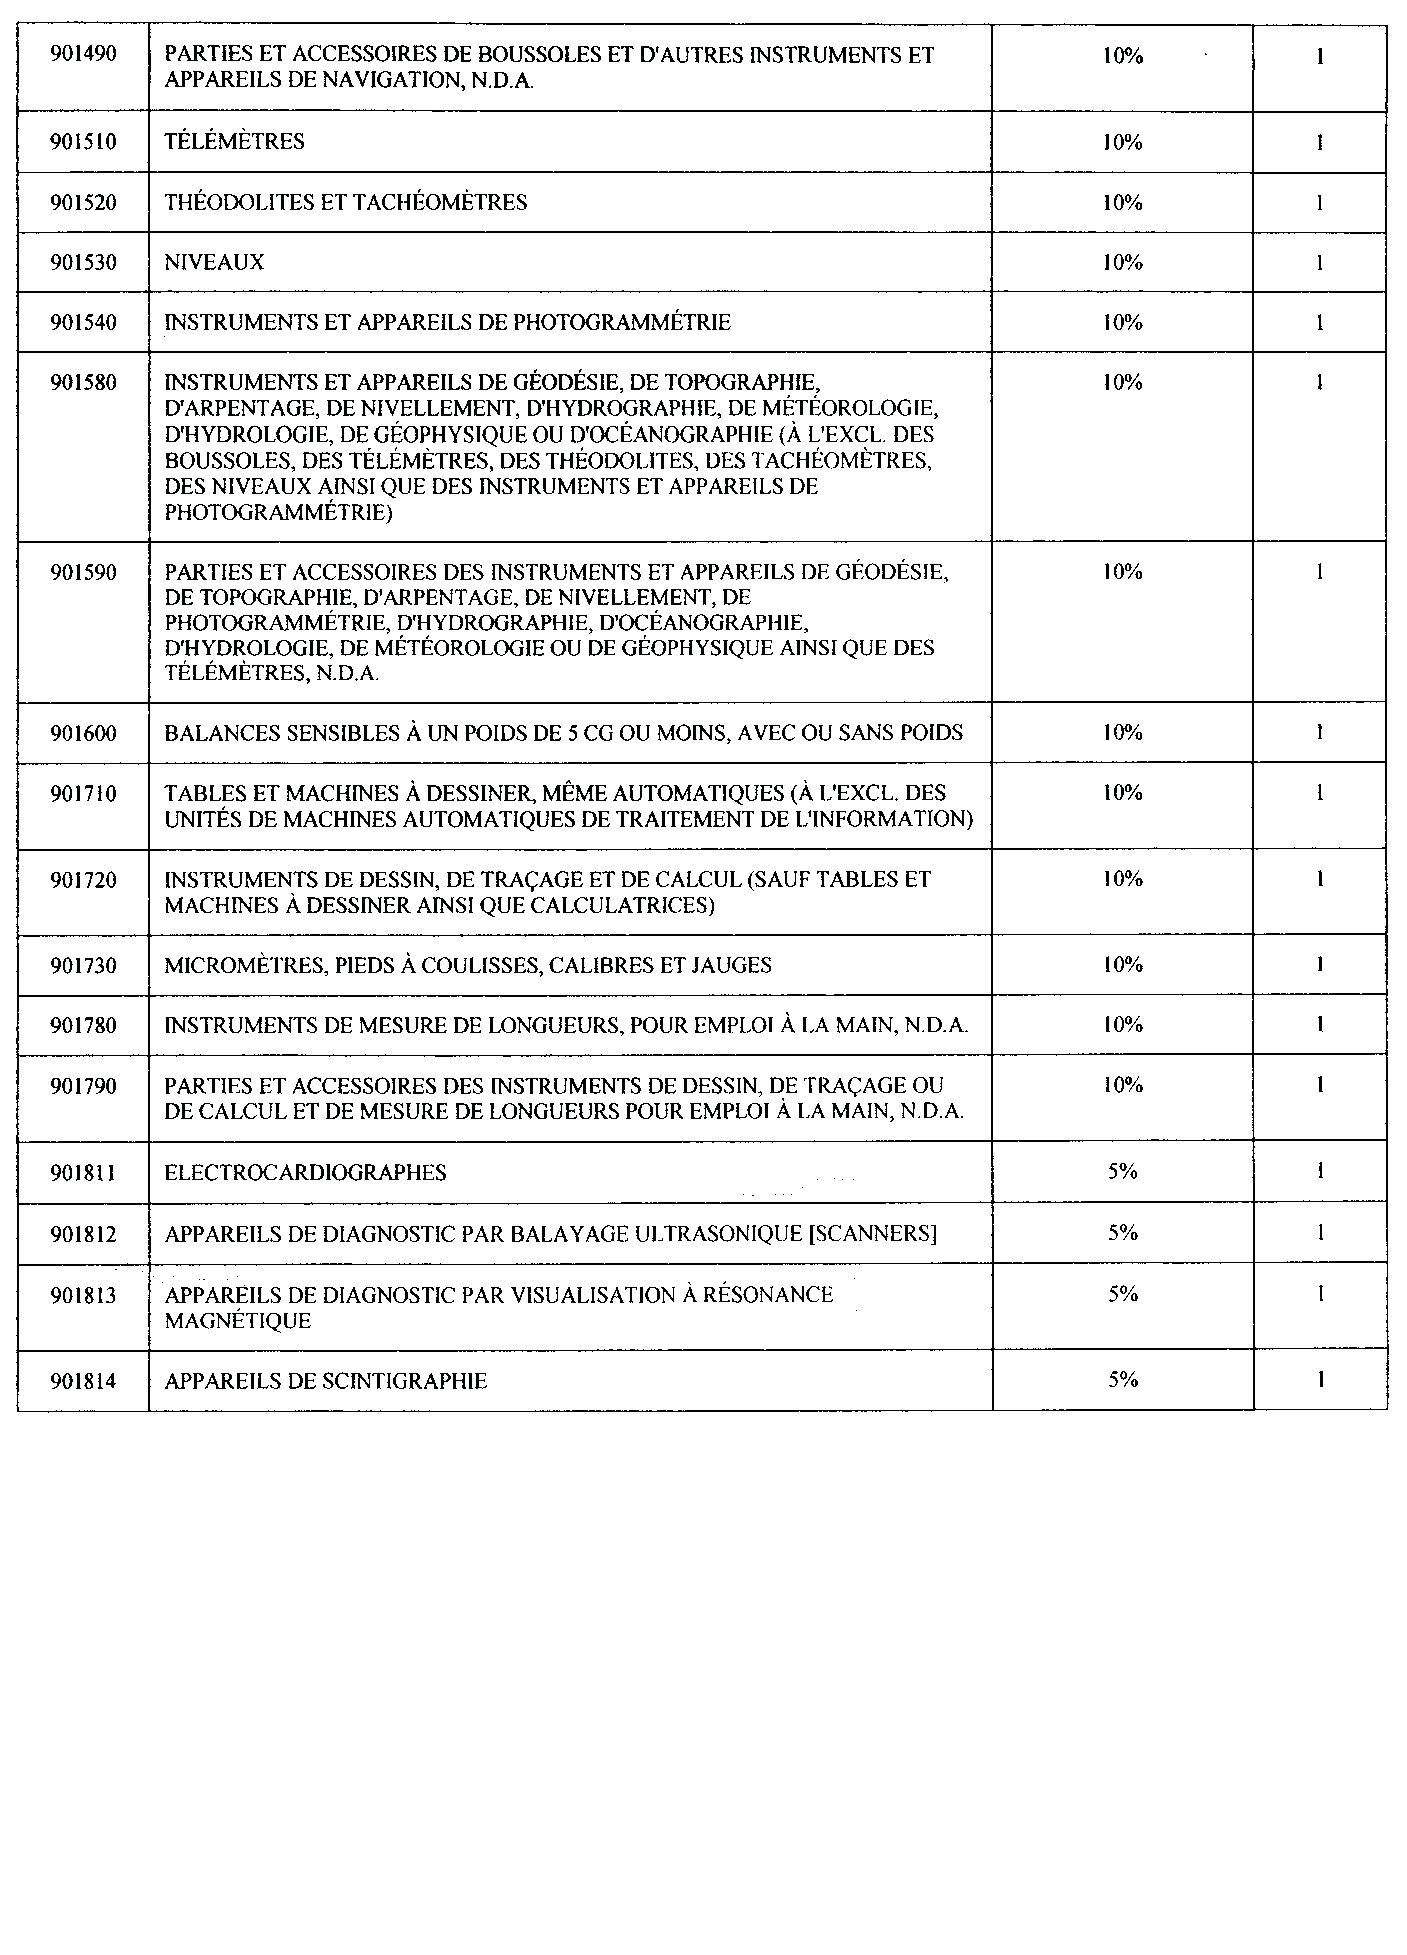 901490 PARTIES ET ACCESSOIRES DE BOUSSOLES ET D'AUTRES INSTRUMENTS ET 10% 1
APPAREILS DE NAVIGATION, N.D.A.
901510 TÉLÉMÈTRES 10% 1
901520 THÉODOLITES ET TACHÉOMÈTRES 10% 1
901530 NIVEAUX 10% 1
901540 INSTRUMENTS ET APPAREILS DE PHOTOGRAMMÉTRIE 10% 1
901580 INSTRUMENTS ET APPAREILS DE GÉODÉSIE, DE TOPOGRAPHIE, 10% 1
D'ARPENTAGE, DE NIVELLEMENT, D'HYDROGRAPHIE, DE MÉTÉOROLOGIE,
D'HYDROLOGIE, DE GÉOPHYSIQUE OU D'OCÉANOGRAPHIE (À L'EXCL. DES
BOUSSOLES, DES TÉLÉMÈTRES, DES THÉODOLITES, DES TACHÉOMÈTRES,
DES NIVEAUX AINSI QUE DES INSTRUMENTS ET APPAREILS DE
PHOTOGRAMMÉTRIE)
901590 PARTIES ET ACCESSOIRES DES INSTRUMENTS ET APPAREILS DE GÉODÉSIE, 10% 1
DE TOPOGRAPHIE, D'ARPENTAGE, DE NIVELLEMENT, DE
PHOTOGRAMMÉTRIE, D'HYDROGRAPHIE, D'OCÉANOGRAPHIE,
D'HYDROLOGIE, DE MÉTÉOROLOGIE OU DE GÉOPHYSIQUE AINSI QUE DES
TÉLÉMÈTRES, N.D.A.
901600 BALANCES SENSIBLES À UN POIDS DE 5 CG OU MOINS, AVEC OU SANS POIDS 10% 1
901710 TABLES ET MACHINES À DESSINER, MÊME AUTOMATIQUES (À L'EXCL. DES 10% 1
UNITÉS DE MACHINES AUTOMATIQUES DE TRAITEMENT DE L'INFORMATION)
901720 INSTRUMENTS DE DESSIN, DE TRAÇAGE ET DE CALCUL (SAUF TABLES ET 10% 1
MACHINES À DESSINER AINSI QUE CALCULATRICES)
901730 MICROMÈTRES, PIEDS À COULISSES, CALIBRES ET JAUGES 10% 1
901780 INSTRUMENTS DE MESURE DE LONGUEURS, POUR EMPLOI À LA MAIN, N.D.A. 10% 1
901790 PARTIES ET ACCESSOIRES DES INSTRUMENTS DE DESSIN, DE TRAÇAGE OU 10% 1
DE CALCUL ET DE MESURE DE LONGUEURS POUR EMPLOI À LA MAIN, N.D.A.
901811 ELECTROCARDIOGRAPHES 5% 1
901812 APPAREILS DE DIAGNOSTIC PAR BALAYAGE ULTRASONIQUE [SCANNERS] 5% 1
901813 APPAREILS DE DIAGNOSTIC PAR VISUALISATION À RÉSONANCE 5% 1
MAGNÉTIQUE
901814 APPAREILS DE SCINTIGRAPHIE 5% 1